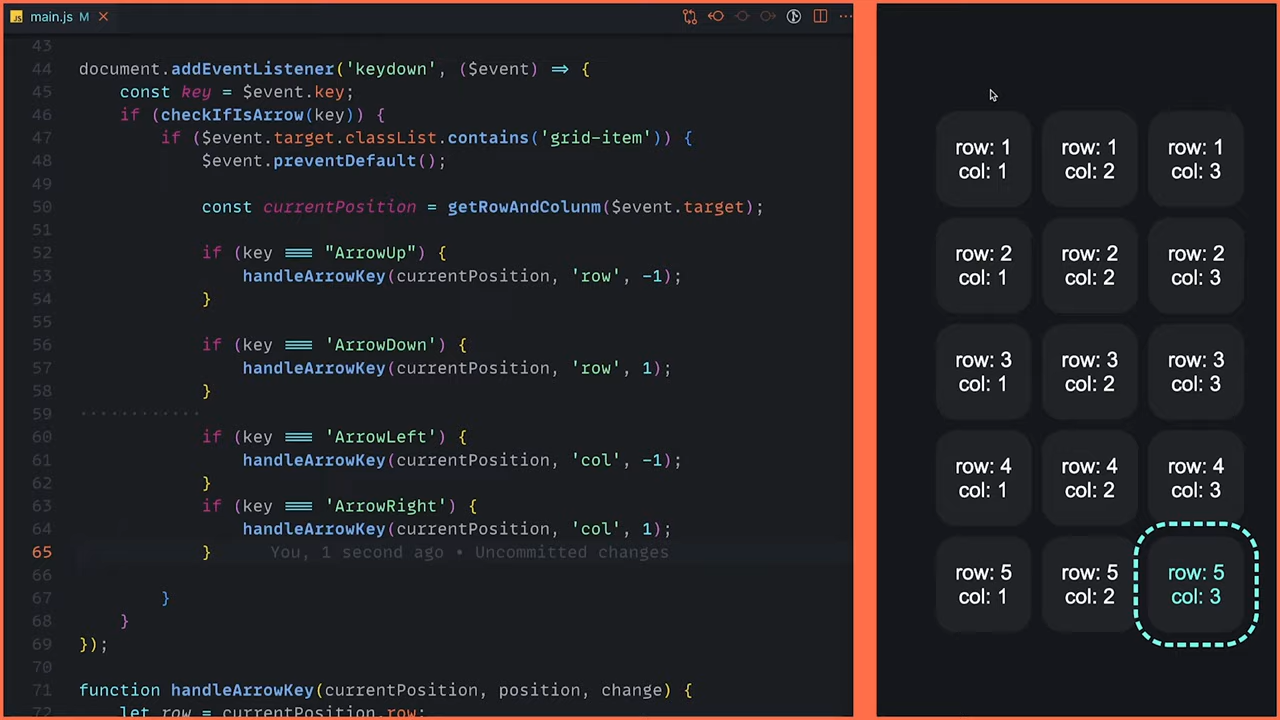 main.js M
43
44 document.addEventListener('keydown', ($event) => {
45 const key = $event.key;
46 if (checkIfIsArrow(key)) {
47 if ($event.target.classList.contains('grid-item')) {
48 $event.preventDefault();
49
50 const currentPosition = getRowAndColunm($event.target);
51
52 if (key === "ArrowUp") {
53 handleArrowKey(currentPosition, 'row', -1);
54 }
55
56 if (key === 'ArrowDown') {
57 handleArrowKey(currentPosition, 'row', 1);
58 }
59
60 if (key === 'ArrowLeft') {
61 handleArrowKey(currentPosition, 'col', -1);
62 }
63 if (key === 'ArrowRight') {
64 handleArrowKey(currentPosition, 'col', 1);
65 } You, 1 second ago • Uncommitted changes
66
67 }
68 }
69 });
70
71 function handleArrowKey(currentPosition, position, change) {
72 let row = currentPosition.row;
row: 1
col: 1
row: 1
col: 2
row: 1
col: 3
row: 2
col: 1
row: 2
col: 2
row: 2
col: 3
row: 3
col: 1
row: 3
col: 2
row: 3
col: 3
row: 4
col: 1
row: 4
col: 2
row: 4
col: 3
row: 5
col: 1
row: 5
col: 2
row: 5
col: 3